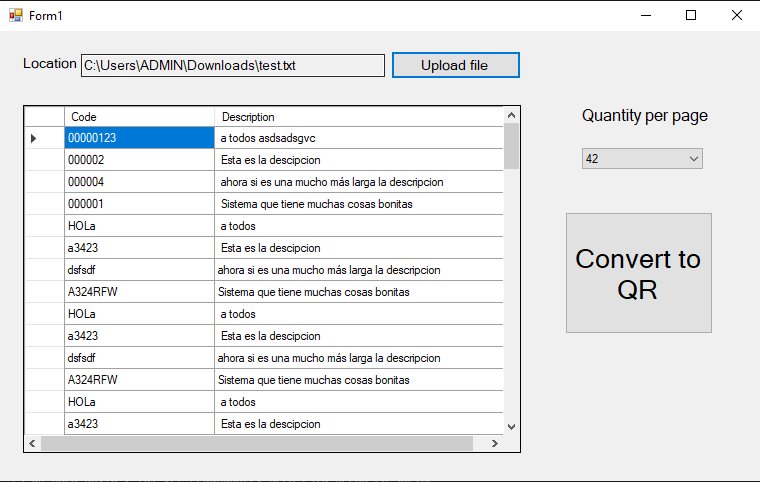 Form1
Location C:\Users\ADMIN\Downloads\test.txt Upload file
Quantity per page
42
Convert to
QR
Code Description
00000123 a todos asdsadsgvc
000002 Esta es la descipcion
000004 ahora si es una mucho más larga la descripcion
000001 Sistema que tiene muchas cosas bonitas
HOLa a todos
a3423 Esta es la descipcion
dsfsdf ahora si es una mucho más larga la descripcion
A324RFW Sistema que tiene muchas cosas bonitas
HOLa a todos
a3423 Esta es la descipcion
dsfsdf ahora si es una mucho más larga la descripcion
A324RFW Sistema que tiene muchas cosas bonitas
HOLa a todos
a3423 Esta es la descipcion